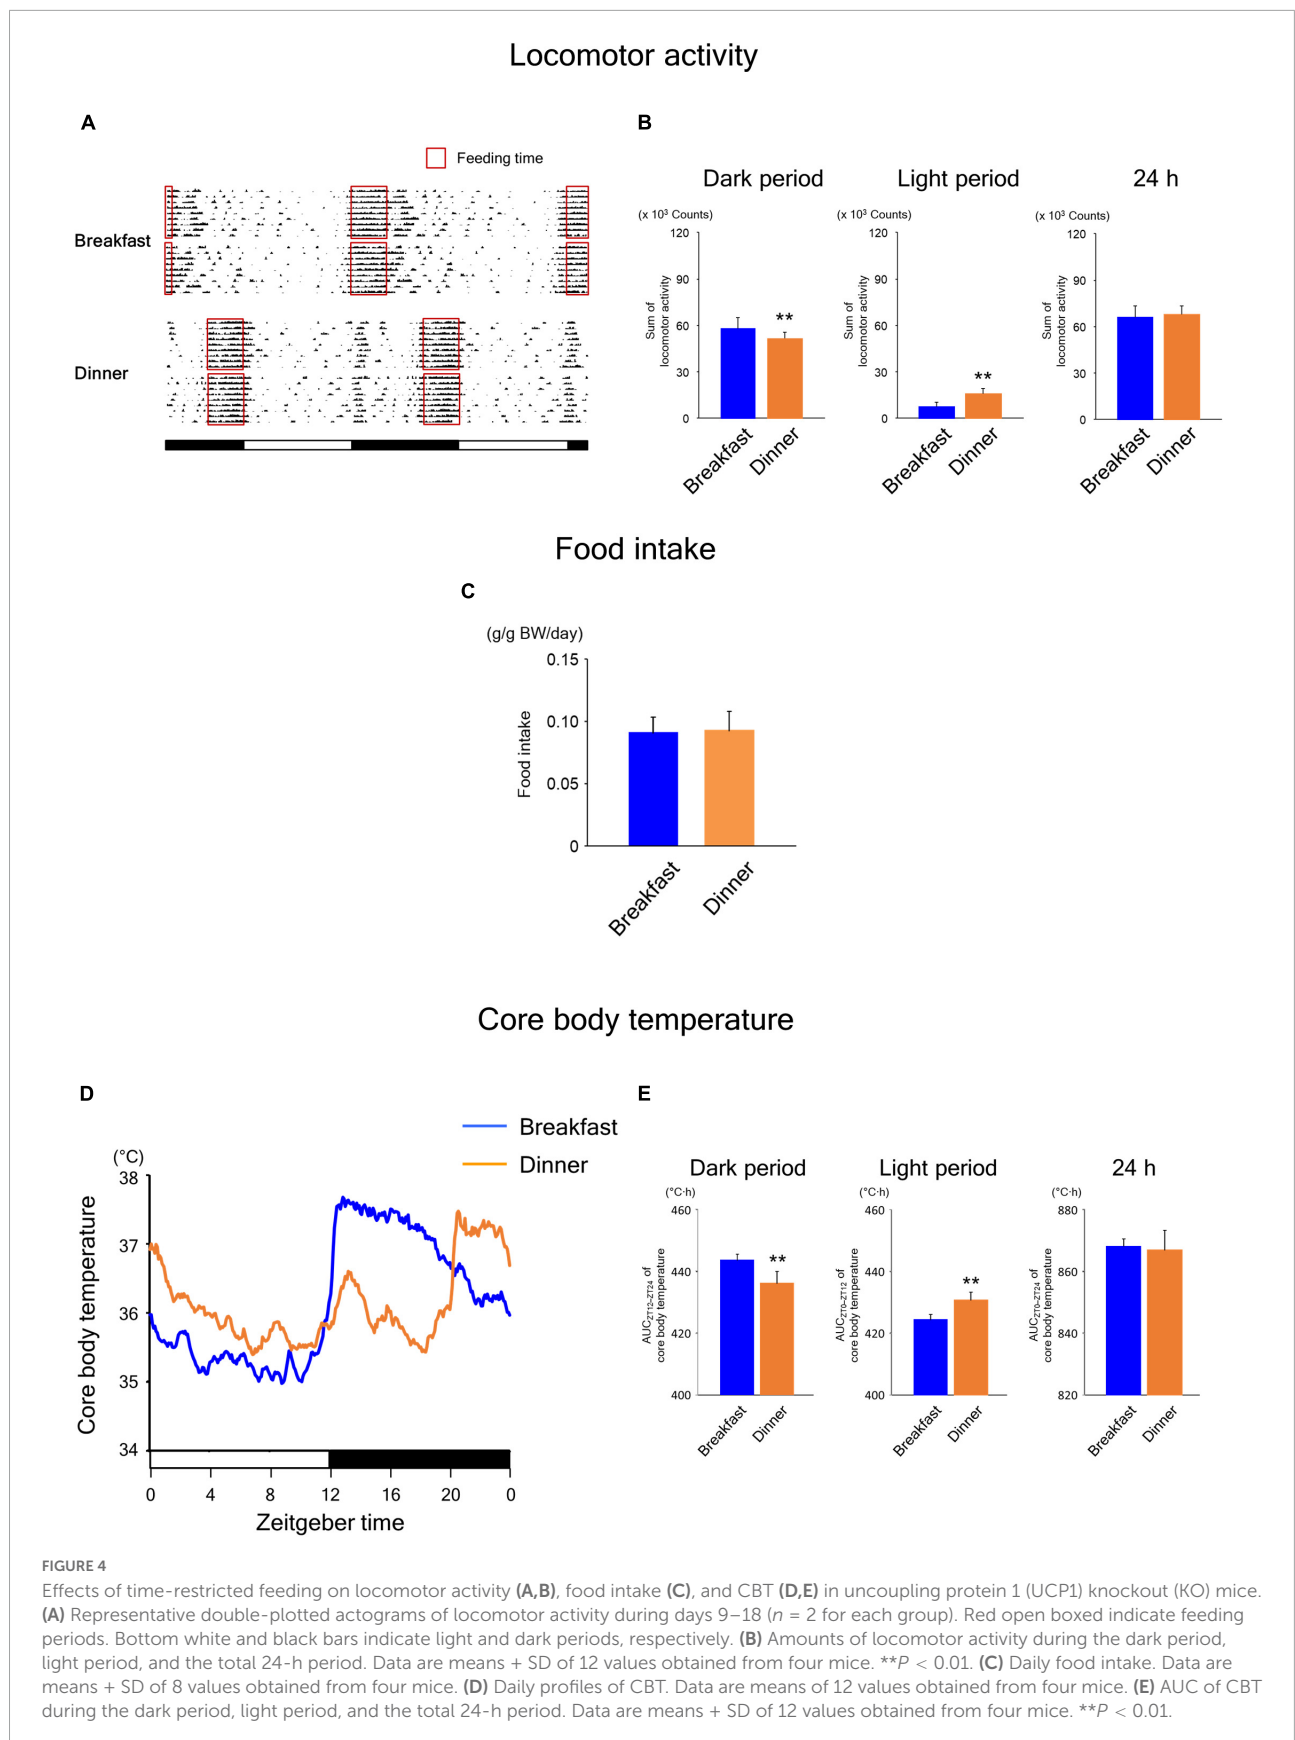 Locomotor activity
A
B
Feeding time
Breakfast
Dinner
Dark period
Light period
24 h
(x 10³ Counts)
(x 10³ Counts)
(x 10³ Counts)
120
90
60
30
0
Sum of
locomotor activity
**
Breakfast
Dinner
120
90
60
30
0
Sum of
locomotor activity
**
Breakfast
Dinner
120
90
60
30
0
Sum of
locomotor activity
Breakfast
Dinner
Food intake
C
(g/g BW/day)
0.15
0.10
0.05
0
Food intake
Breakfast
Dinner
Core body temperature
D
Breakfast
Dinner
(°C)
38
37
36
35
34
Core body temperature
0 4 8 12 16 20 0
Zeitgeber time
E
Dark period
Light period
24 h
(°C·h)
(°C·h)
(°C·h)
460
440
420
400
AUC_ZT12–ZT24 of
core body temperature
**
Breakfast
Dinner
460
440
420
400
AUC_ZT0–ZT12 of
core body temperature
**
Breakfast
Dinner
880
860
840
820
AUC_ZT0–ZT24 of
core body temperature
Breakfast
Dinner
FIGURE 4
Effects of time-restricted feeding on locomotor activity (A,B), food intake (C), and CBT (D,E) in uncoupling protein 1 (UCP1) knockout (KO) mice.
(A) Representative double-plotted actograms of locomotor activity during days 9–18 (n = 2 for each group). Red open boxed indicate feeding
periods. Bottom white and black bars indicate light and dark periods, respectively. (B) Amounts of locomotor activity during the dark period,
light period, and the total 24-h period. Data are means + SD of 12 values obtained from four mice. **P < 0.01. (C) Daily food intake. Data are
means + SD of 8 values obtained from four mice. (D) Daily profiles of CBT. Data are means of 12 values obtained from four mice. (E) AUC of CBT
during the dark period, light period, and the total 24-h period. Data are means + SD of 12 values obtained from four mice. **P < 0.01.